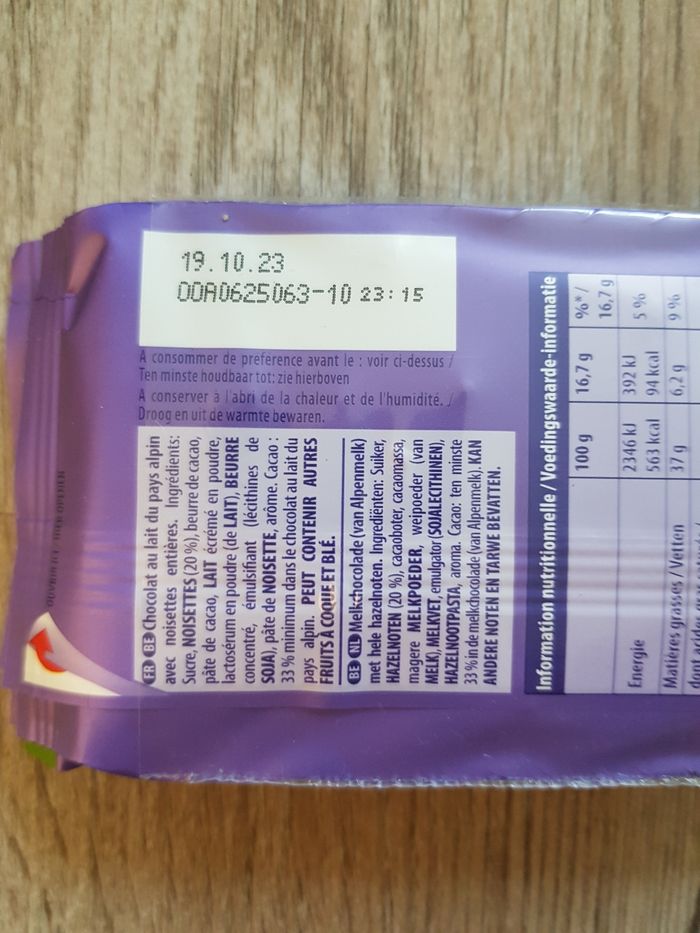 19.10.23
OOA0625063-10 23:15
A consommer de preference avant le : voir ci-dessus /
Ten minste houdbaar tot: zie hierboven
A conserver à l'abri de la chaleur et de l'humidité. /
Droog en uit de warmte bewaren.
FR BE Chocolat au lait du pays alpin
avec noisettes entières. Ingrédients:
Sucre, NOISETTES (20 %), beurre de cacao,
pâte de cacao, LAIT écrémé en poudre,
lactosérum en poudre (de LAIT), BEURRE
concentré, émulsifiant (lécithines de
SOJA), pâte de NOISETTE, arôme. Cacao :
33 % minimum dans le chocolat au lait du
pays alpin. PEUT CONTENIR AUTRES
FRUITS À COQUE ET BLÉ.
BE NL Melkchocolade (van Alpenmelk)
met hele hazelnoten. Ingrediënten: Suiker,
HAZELNOTEN (20 %), cacaoboter, cacaomassa,
magere MELKPOEDER, weipoeder (van
MELK), MELKVET, emulgator (SOJALECITHINEN),
HAZELNOOTPASTA, aroma. Cacao: ten minste
33 % in de melkchocolade (van Alpenmelk). KAN
ANDERE NOTEN EN TARWE BEVATTEN.
Information nutritionnelle / Voedingswaarde-informatie
100 g 16,7 g %*/
16,7 g
Energie 2346 kJ 392 kJ 5 %
563 kcal 94 kcal
Matières grasses / Vetten 37 g 6,2 g 9 %